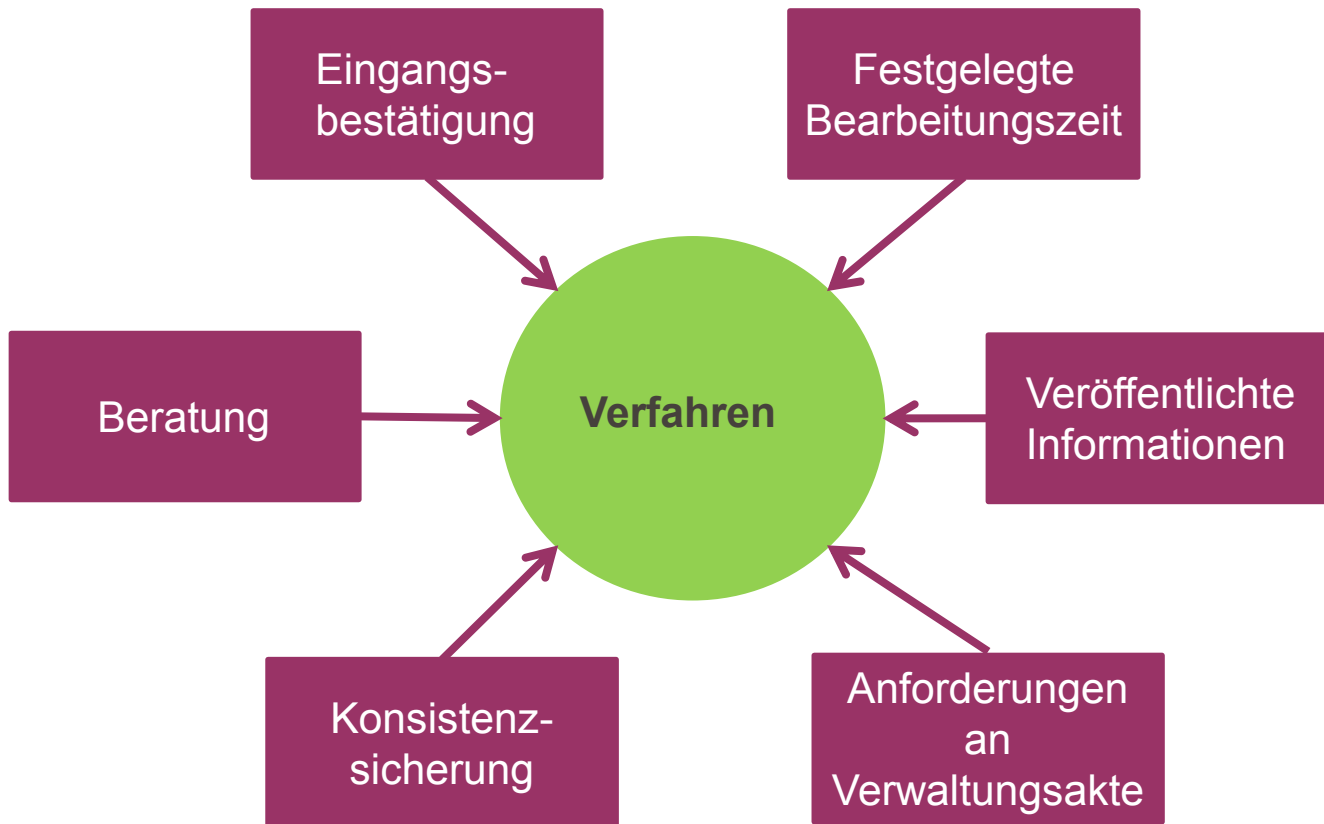 Eingangs-
bestätigung
Festgelegte
Bearbeitungszeit
Beratung
Verfahren
Veröffentlichte
Informationen
Konsistenz-
sicherung
Anforderungen
an
Verwaltungsakte